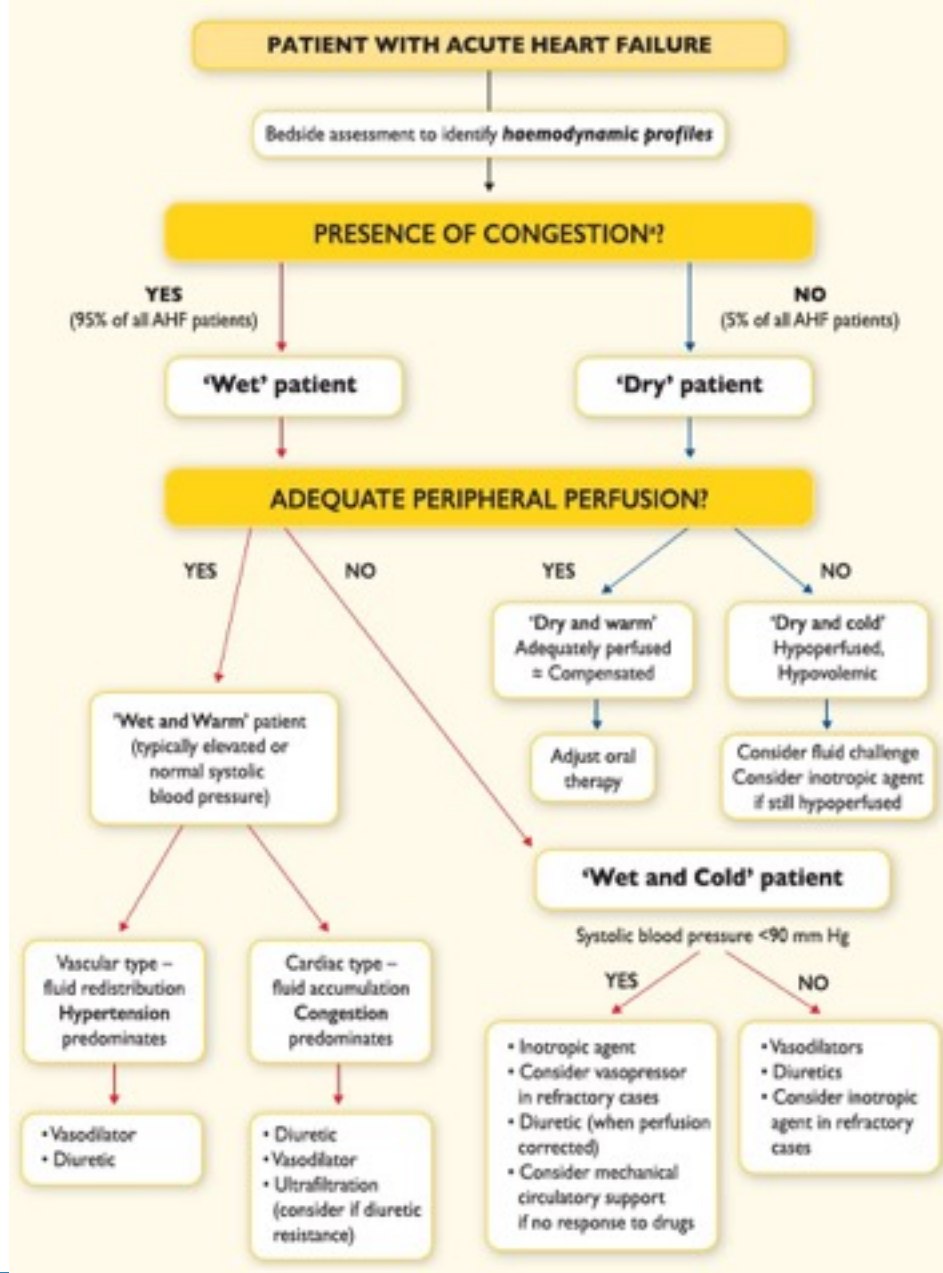 PATIENT WITH ACUTE HEART FAILURE
Bedside assessment to identify haemodynamic profiles
PRESENCE OF CONGESTIONᵃ?
YES
(95% of all AHF patients)
NO
(5% of all AHF patients)
‘Wet’ patient
‘Dry’ patient
ADEQUATE PERIPHERAL PERFUSION?
YES
NO
YES
NO
‘Dry and warm’
Adequately perfused
≈ Compensated
‘Dry and cold’
Hypoperfused,
Hypovolemic
‘Wet and Warm’ patient
(typically elevated or
normal systolic
blood pressure)
Adjust oral
therapy
Consider fluid challenge
Consider inotropic agent
if still hypoperfused
‘Wet and Cold’ patient
Systolic blood pressure <90 mm Hg
YES
NO
Vascular type –
fluid redistribution
Hypertension
predominates
Cardiac type –
fluid accumulation
Congestion
predominates
• Vasodilator
• Diuretic
• Diuretic
• Vasodilator
• Ultrafiltration
(consider if diuretic
resistance)
• Inotropic agent
• Consider vasopressor
in refractory cases
• Diuretic (when perfusion
corrected)
• Consider mechanical
circulatory support
if no response to drugs
• Vasodilators
• Diuretics
• Consider inotropic
agent in refractory
cases